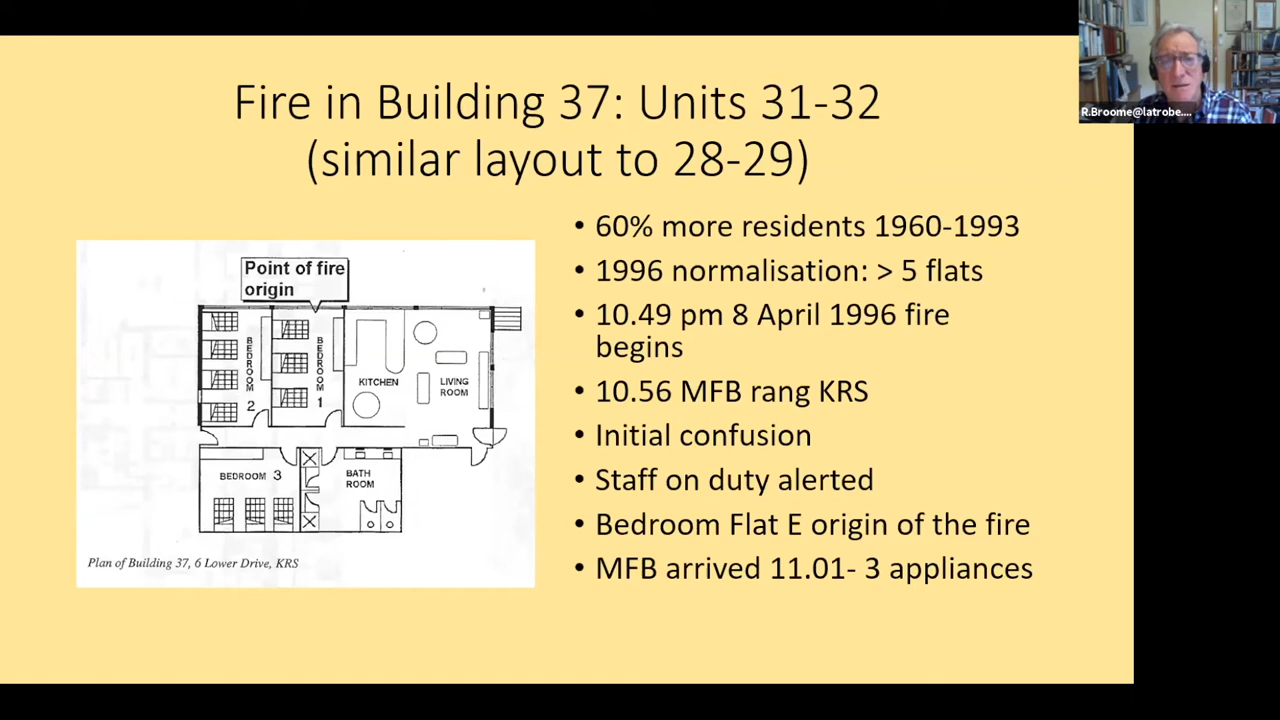 R.Broome@latrobe....
Fire in Building 37: Units 31-32
(similar layout to 28-29)
Point of fire
origin
BEDROOM 2
BEDROOM 1
KITCHEN
LIVING
ROOM
BEDROOM 3
BATH
ROOM
Plan of Building 37, 6 Lower Drive, KRS
• 60% more residents 1960-1993
• 1996 normalisation: > 5 flats
• 10.49 pm 8 April 1996 fire
begins
• 10.56 MFB rang KRS
• Initial confusion
• Staff on duty alerted
• Bedroom Flat E origin of the fire
• MFB arrived 11.01- 3 appliances